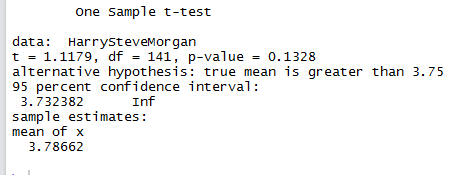 One Sample t-test
data:  HarrySteveMorgan
t = 1.1179, df = 141, p-value = 0.1328
alternative hypothesis: true mean is greater than 3.75
95 percent confidence interval:
 3.732382      Inf
sample estimates:
mean of x
  3.78662